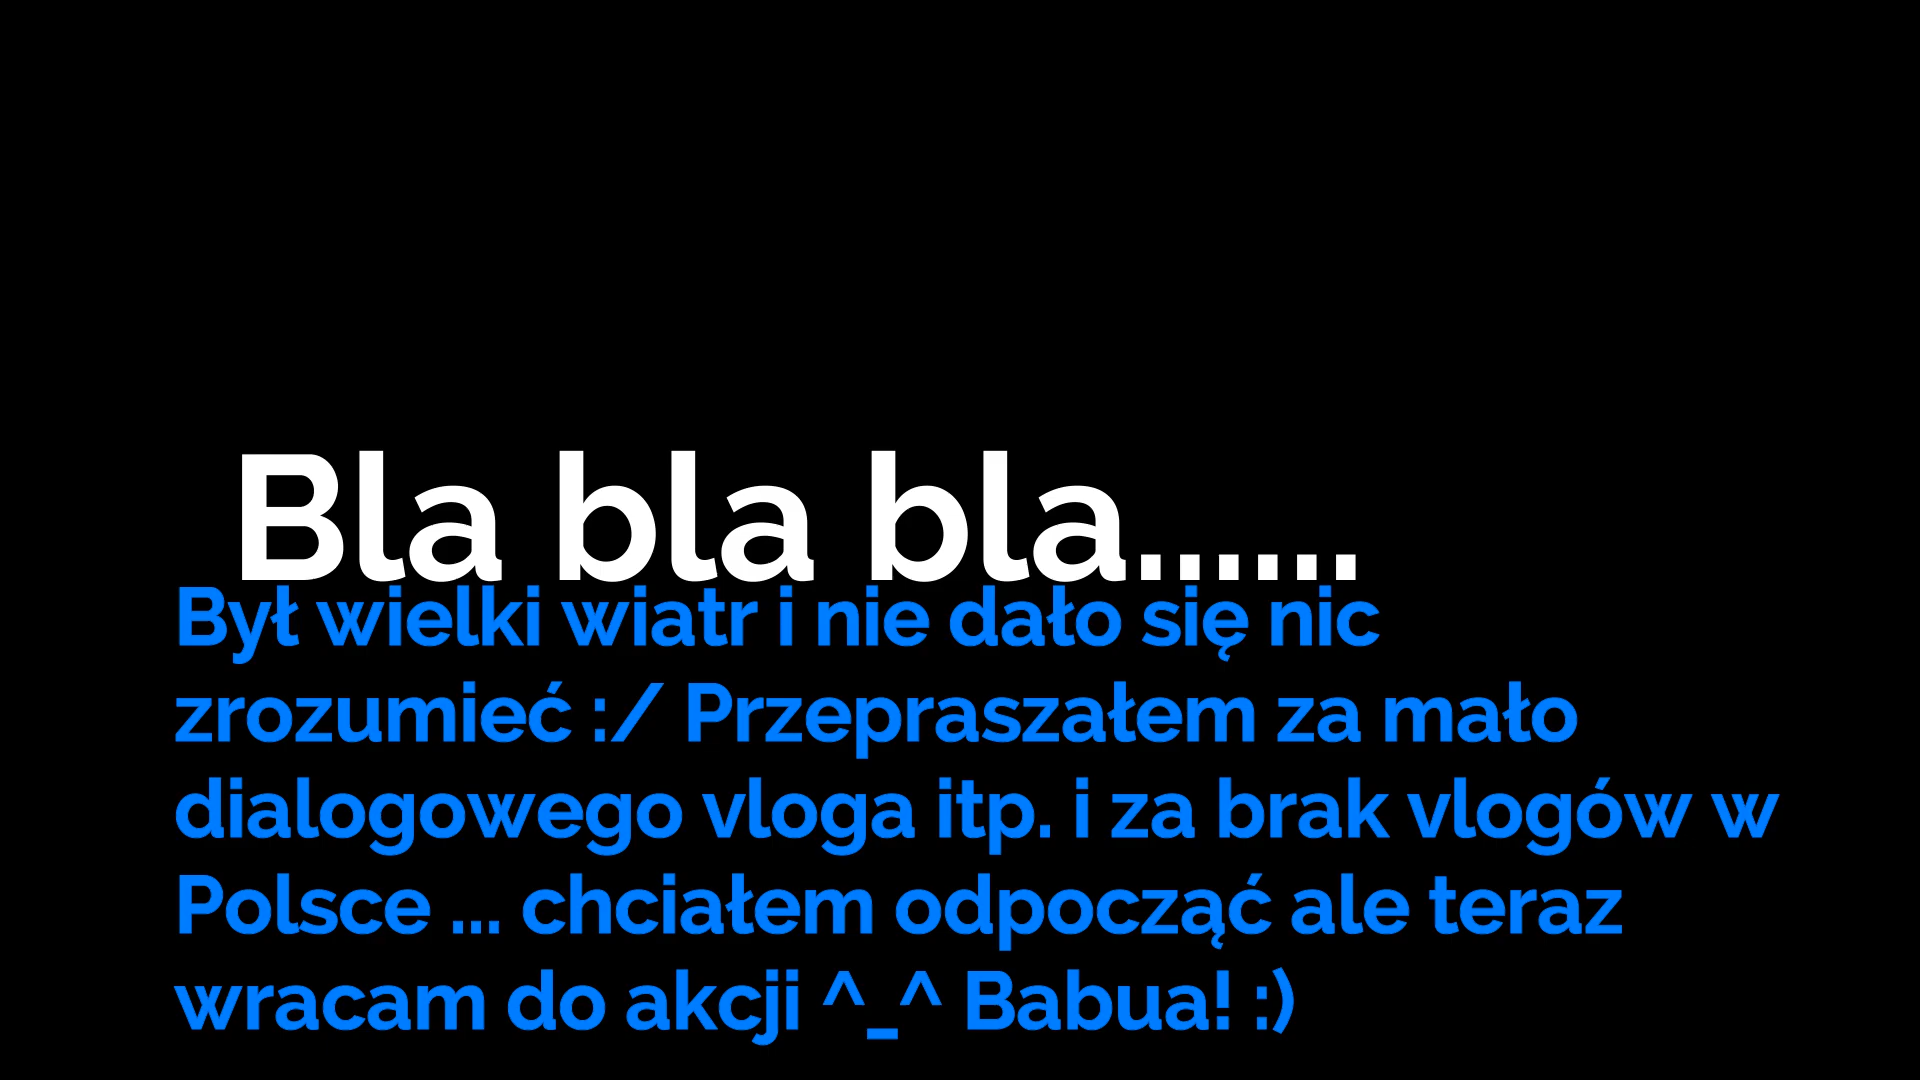 Bla bla bla......
Był wielki wiatr i nie dało się nic
zrozumieć :/ Przepraszałem za mało
dialogowego vloga itp. i za brak vlogów w
Polsce ... chciałem odpocząć ale teraz
wracam do akcji ^_^ Babua! :)